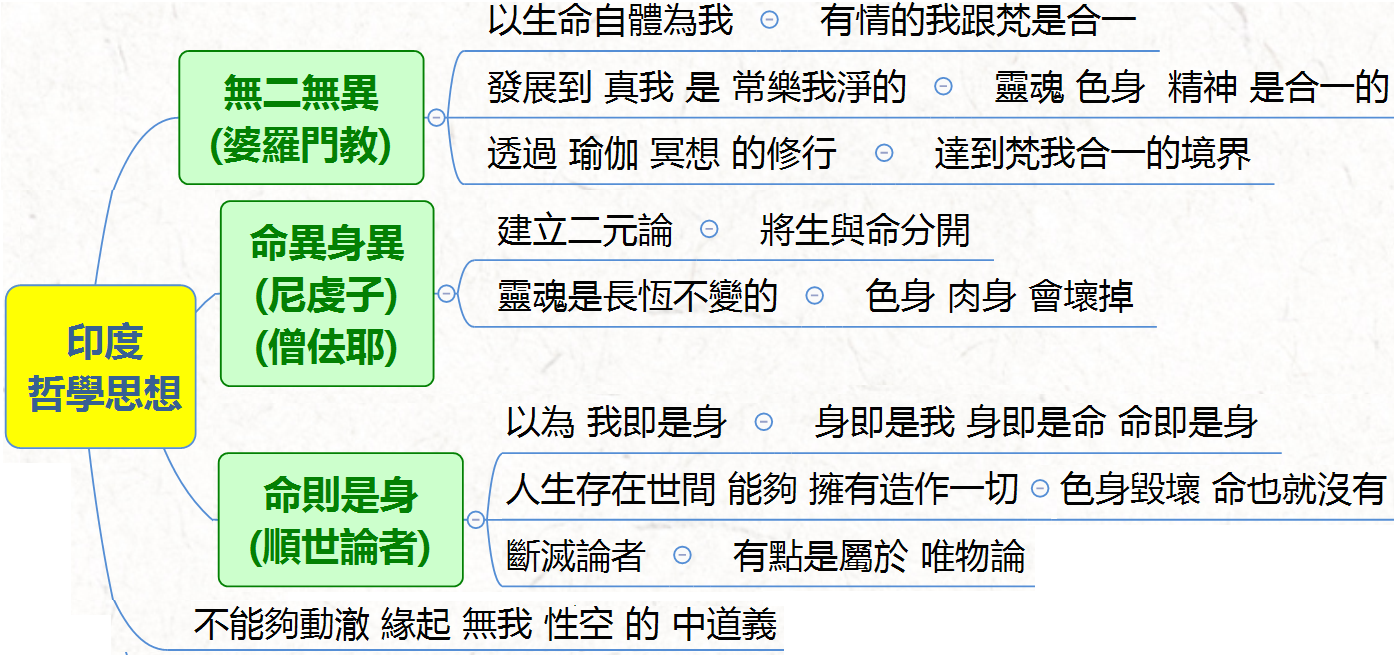 印度
哲學思想
無二無異
(婆羅門教)
以生命自體為我 有情的我跟梵是合一
發展到 真我 是 常樂我淨的 靈魂 色身 精神 是合一的
透過 瑜伽 冥想 的修行 達到梵我合一的境界
命異身異
(尼虔子)
(僧佉耶)
建立二元論 將生與命分開
靈魂是長恆不變的 色身 肉身 會壞掉
命則是身
(順世論者)
以為 我即是身 身即是我 身即是命 命即是身
人生存在世間 能夠 擁有造作一切 色身毀壞 命也就沒有
斷滅論者 有點是屬於 唯物論
不能夠動澈 緣起 無我 性空 的 中道義